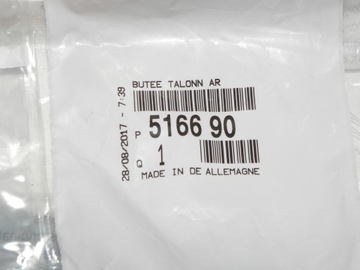 BUTEE TALONN AR
28/08/2017 - 7:39
P 5166 90
Q 1
MADE IN DE ALLEMAGNE